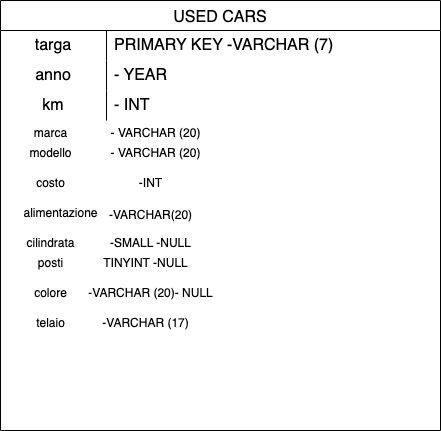 USED CARS
targa PRIMARY KEY -VARCHAR (7)
anno - YEAR
km - INT
marca - VARCHAR (20)
modello - VARCHAR (20)
costo -INT
alimentazione -VARCHAR(20)
cilindrata -SMALL -NULL
posti TINYINT -NULL
colore -VARCHAR (20)- NULL
telaio -VARCHAR (17)